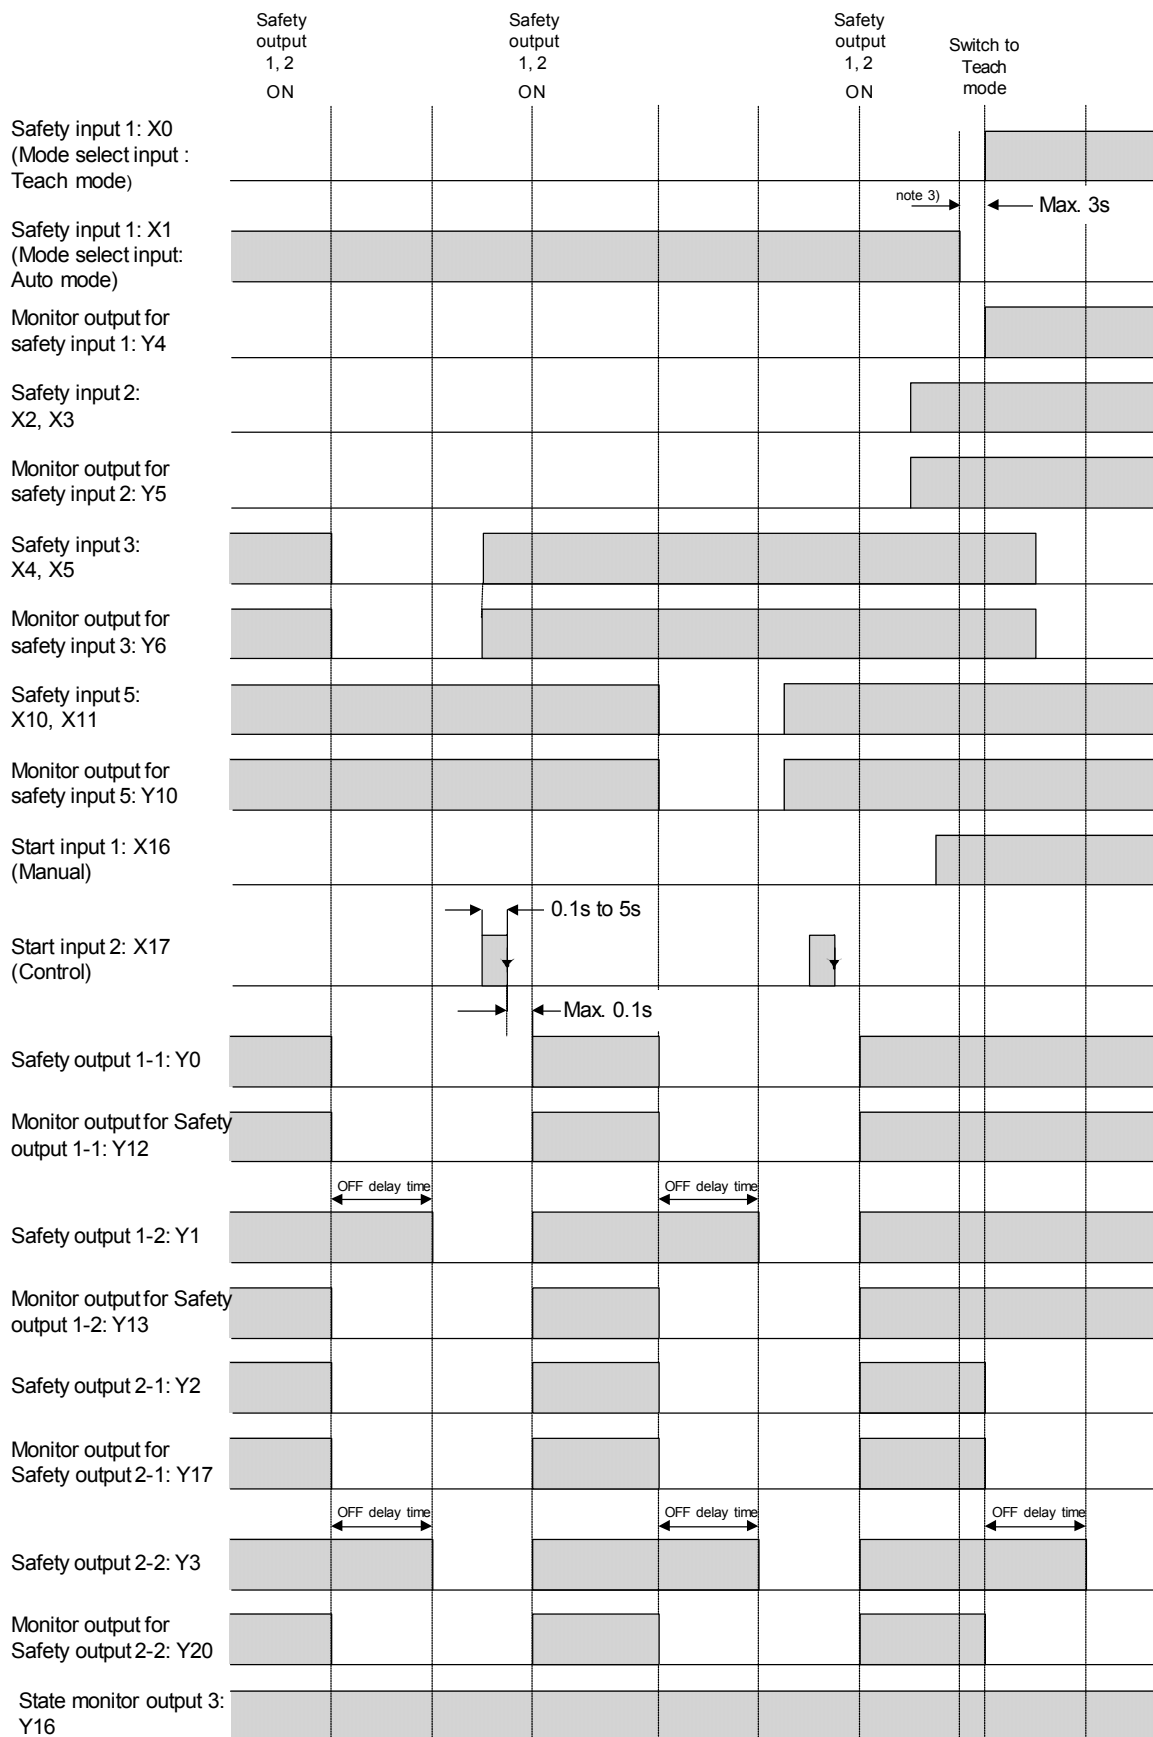 Safety
output
1, 2
ON
Safety
output
1, 2
ON
Safety
output
1, 2
ON
Switch to
Teach
mode
Safety input 1: X0
(Mode select input :
Teach mode)
note 3)
Max. 3s
Safety input 1: X1
(Mode select input:
Auto mode)
Monitor output for
safety input 1: Y4
Safety input 2:
X2, X3
Monitor output for
safety input 2: Y5
Safety input 3:
X4, X5
Monitor output for
safety input 3: Y6
Safety input 5:
X10, X11
Monitor output for
safety input 5: Y10
Start input 1: X16
(Manual)
0.1s to 5s
Start input 2: X17
(Control)
Max. 0.1s
Safety output 1-1: Y0
Monitor output for Safety
output 1-1: Y12
OFF delay time
OFF delay time
Safety output 1-2: Y1
Monitor output for Safety
output 1-2: Y13
Safety output 2-1: Y2
Monitor output for
Safety output 2-1: Y17
OFF delay time
OFF delay time
OFF delay time
Safety output 2-2: Y3
Monitor output for
Safety output 2-2: Y20
State monitor output 3:
Y16